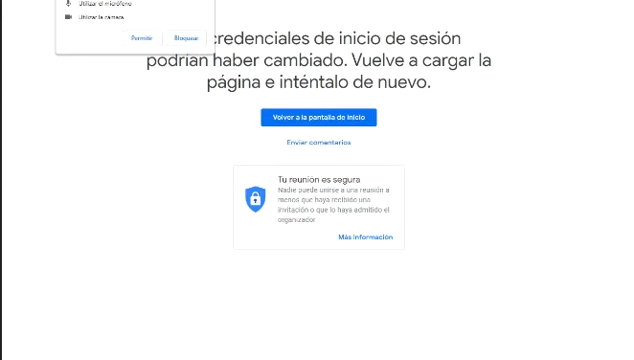 Utilizar el micrófono
Utilizar la cámara
Permitir
Bloquear
credenciales de inicio de sesión
podrían haber cambiado. Vuelve a cargar la
página e inténtalo de nuevo.
Volver a la pantalla de inicio
Enviar comentarios
Tu reunión es segura
Nadie puede unirse a una reunión a
menos que haya recibido una
invitación o que lo haya admitido el
organizador
Más información